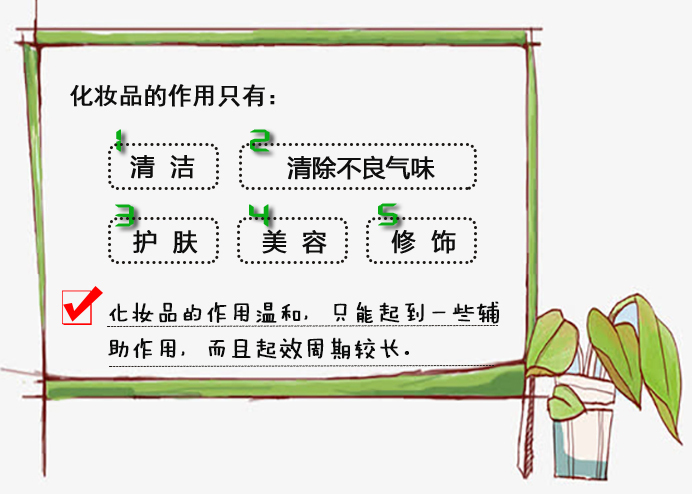 化妆品的作用只有：
1 清洁 2 清除不良气味
3 护肤 4 美容 5 修饰
化妆品的作用温和，只能起到一些辅
助作用，而且起效周期较长.